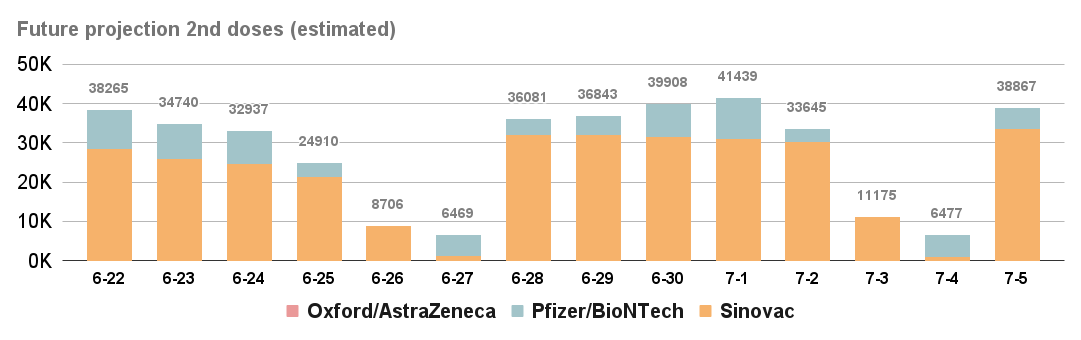 Future projection 2nd doses (estimated)
50K
40K
30K
20K
10K
0K
38265
34740
32937
24910
8706
6469
36081
36843
39908
41439
33645
11175
6477
38867
6-22
6-23
6-24
6-25
6-26
6-27
6-28
6-29
6-30
7-1
7-2
7-3
7-4
7-5
Oxford/AstraZeneca
Pfizer/BioNTech
Sinovac